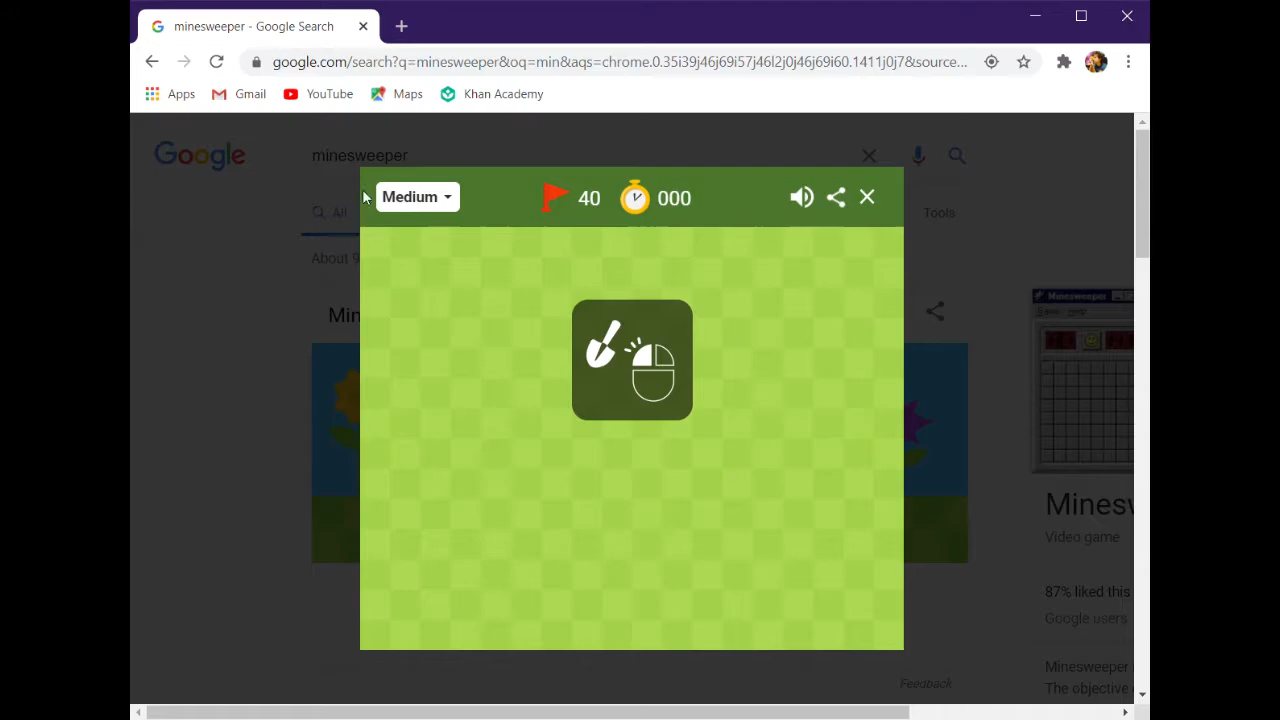 minesweeper - Google Search
google.com/search?q=minesweeper&oq=min&aqs=chrome.0.35i39j46j69i57j46l2j0j46j69i60.1411j0j7&source...
Apps Gmail YouTube Maps Khan Academy
Google minesweeper
Medium 40 000
All Tools
About 9
Min
Minesweeper
Minesw
Video game
87% liked this
Google users
Minesweeper
The objective
Feedback